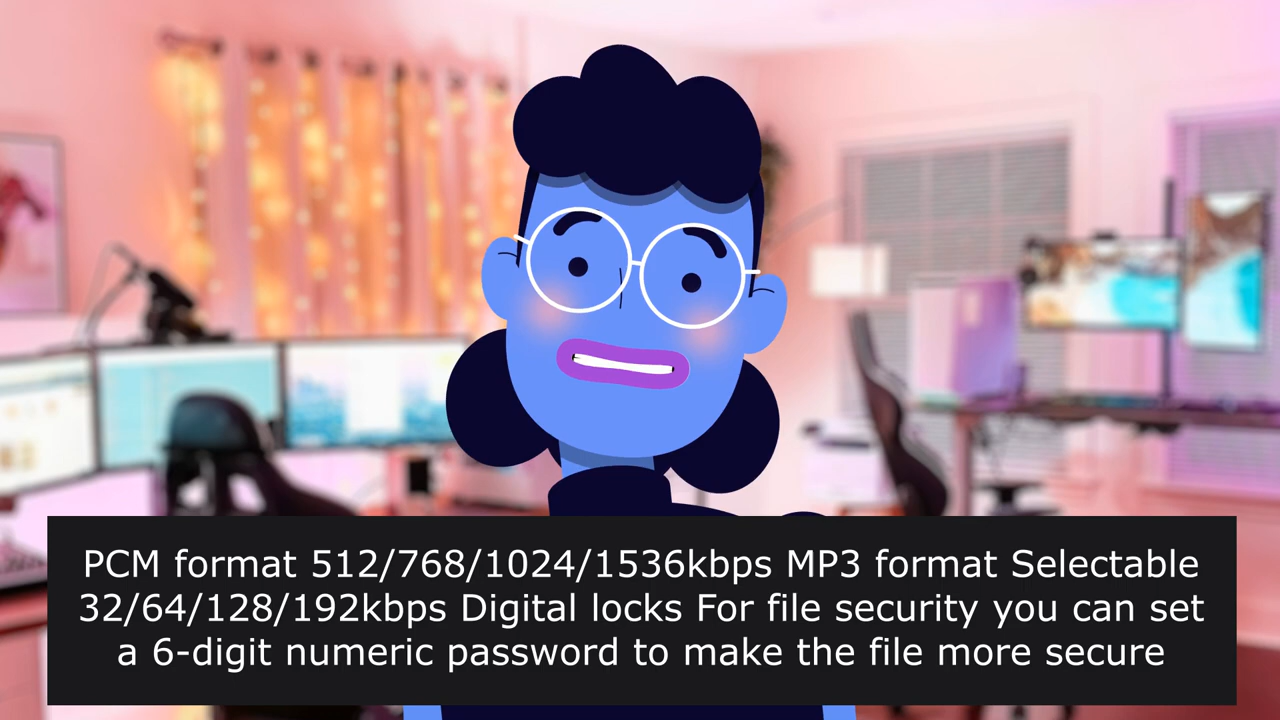 PCM format 512/768/1024/1536kbps MP3 format Selectable
32/64/128/192kbps Digital locks For file security you can set
a 6-digit numeric password to make the file more secure